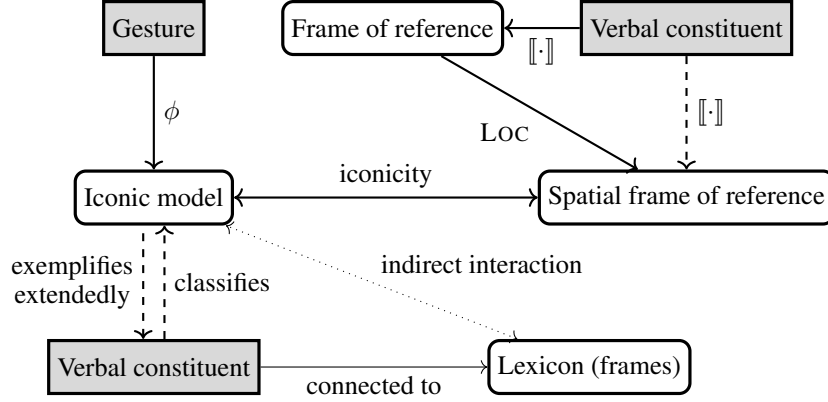 Gesture
Frame of reference
Verbal constituent
⟦·⟧
ϕ
LOC
⟦·⟧
iconicity
Iconic model
Spatial frame of reference
exemplifies
extendedly
classifies
indirect interaction
Verbal constituent
connected to
Lexicon (frames)